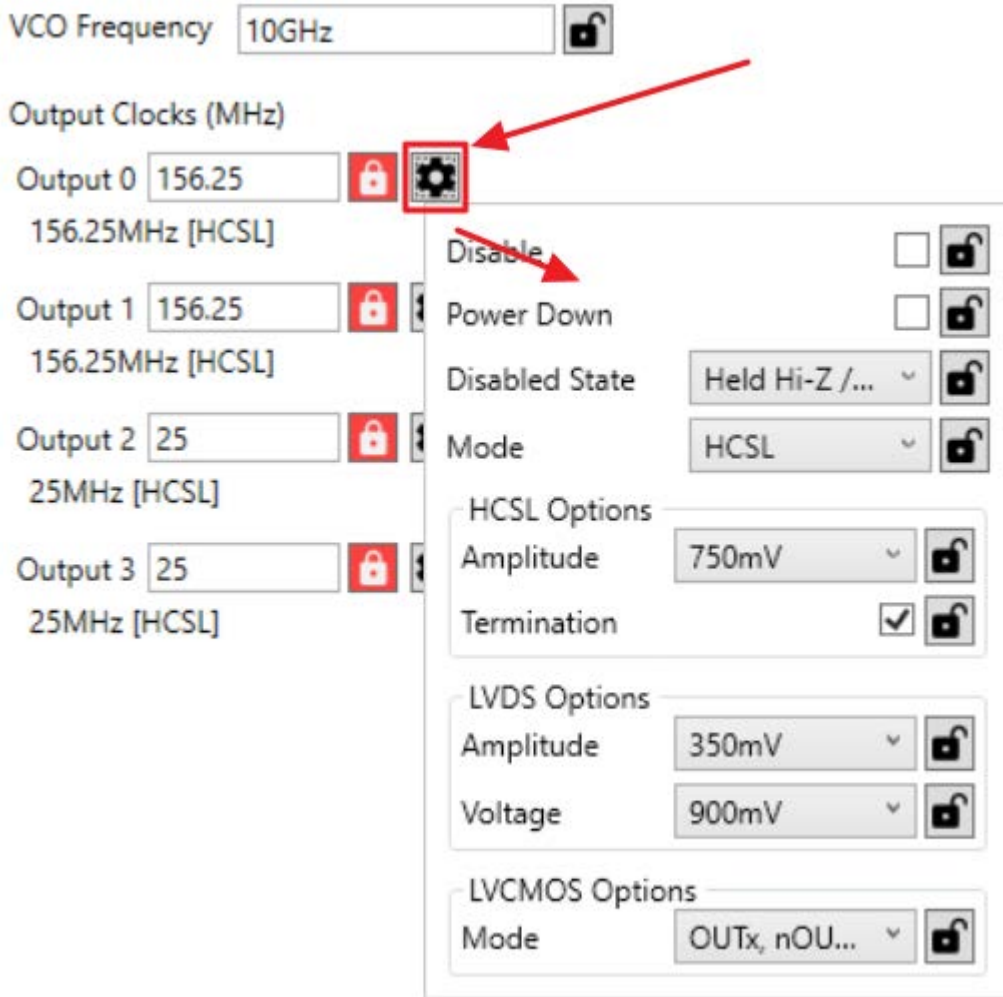 VCO Frequency 10GHz
Output Clocks (MHz)
Output 0 156.25
156.25MHz [HCSL]
Output 1 156.25
156.25MHz [HCSL]
Output 2 25
25MHz [HCSL]
Output 3 25
25MHz [HCSL]
Disable
Power Down
Disabled State Held Hi-Z /...
Mode HCSL
HCSL Options
Amplitude 750mV
Termination
LVDS Options
Amplitude 350mV
Voltage 900mV
LVCMOS Options
Mode OUTx, nOU...